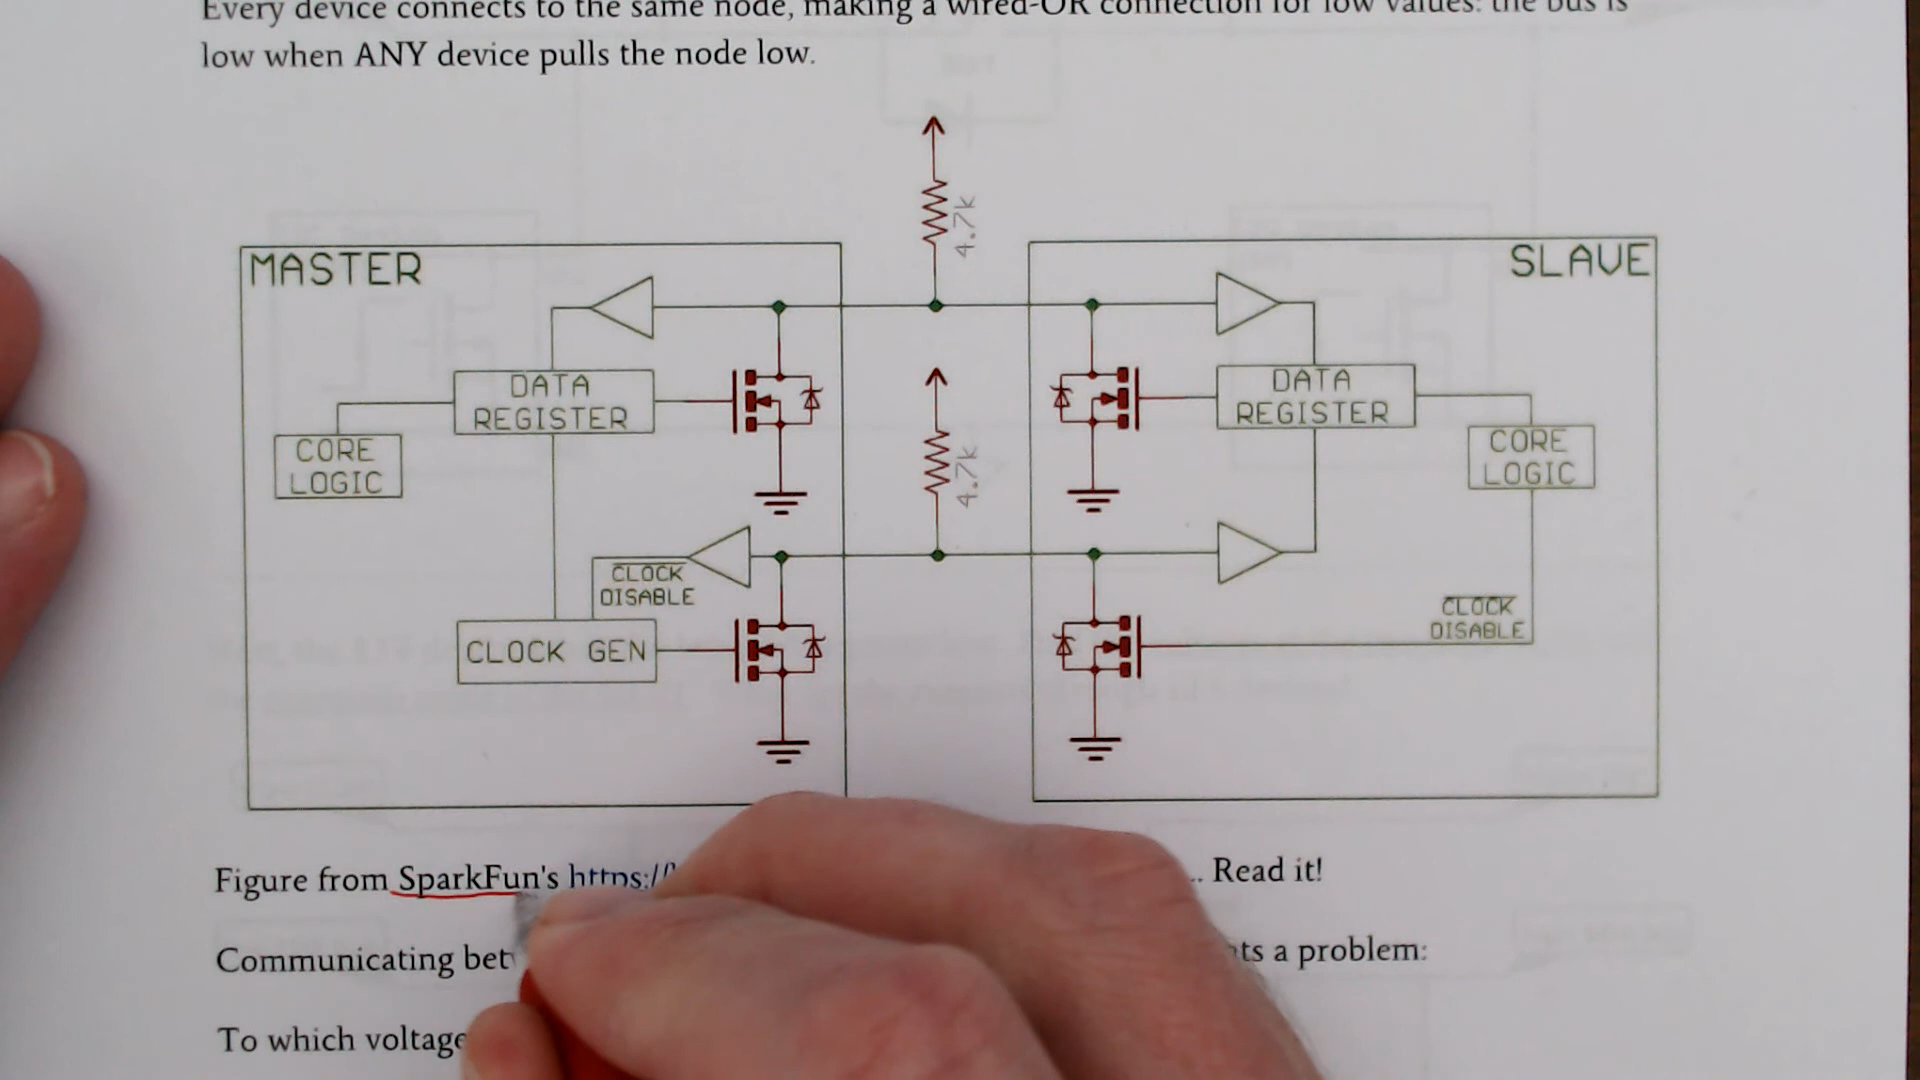 Every device connects to the same node, making a wired-OR connection for low values: the bus is
low when ANY device pulls the node low.
4.7k
MASTER
SLAVE
DATA
REGISTER
DATA
REGISTER
CORE
LOGIC
4.7k
CORE
LOGIC
CLOCK
DISABLE
CLOCK
DISABLE
CLOCK GEN
Figure from SparkFun's https:/ .. Read it!
Communicating a problem:
To which voltage